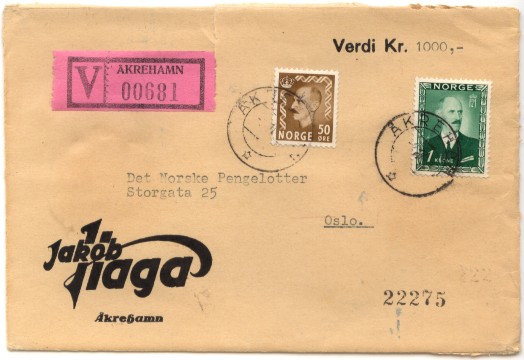 Verdi Kr. 1000,-
V
ÅKREHAMN
00681
NORGE
50
ØRE
NORGE
1 KRONE
Det Norske Pengelotter
Storgata 25
Oslo.
Jakob
Haga
Åkrehamn
22275